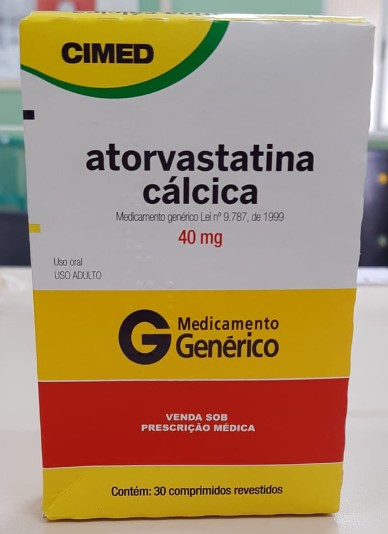 CIMED
atorvastatina
cálcica
Medicamento genérico Lei nº 9.787, de 1999
40 mg
Uso oral
USO ADULTO
G Medicamento
Genérico
VENDA SOB
PRESCRIÇÃO MÉDICA
Contém: 30 comprimidos revestidos